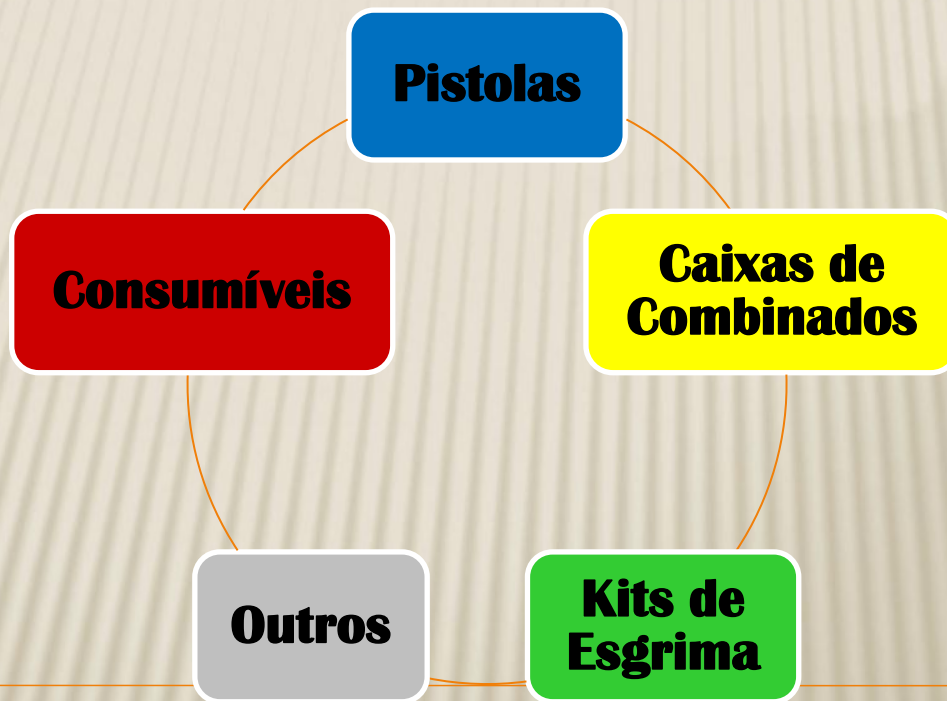 Pistolas
Consumíveis
Caixas de
Combinados
Outros
Kits de
Esgrima